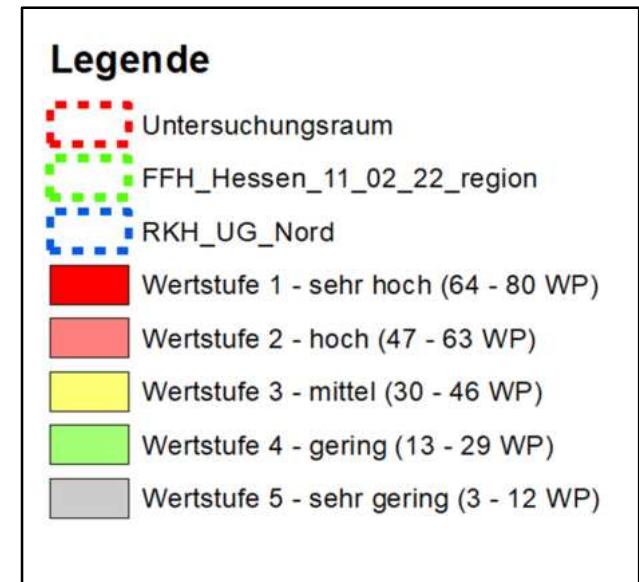 Legende
Untersuchungsraum
FFH_Hessen_11_02_22_region
RKH_UG_Nord
Wertstufe 1 - sehr hoch (64 - 80 WP)
Wertstufe 2 - hoch (47 - 63 WP)
Wertstufe 3 - mittel (30 - 46 WP)
Wertstufe 4 - gering (13 - 29 WP)
Wertstufe 5 - sehr gering (3 - 12 WP)